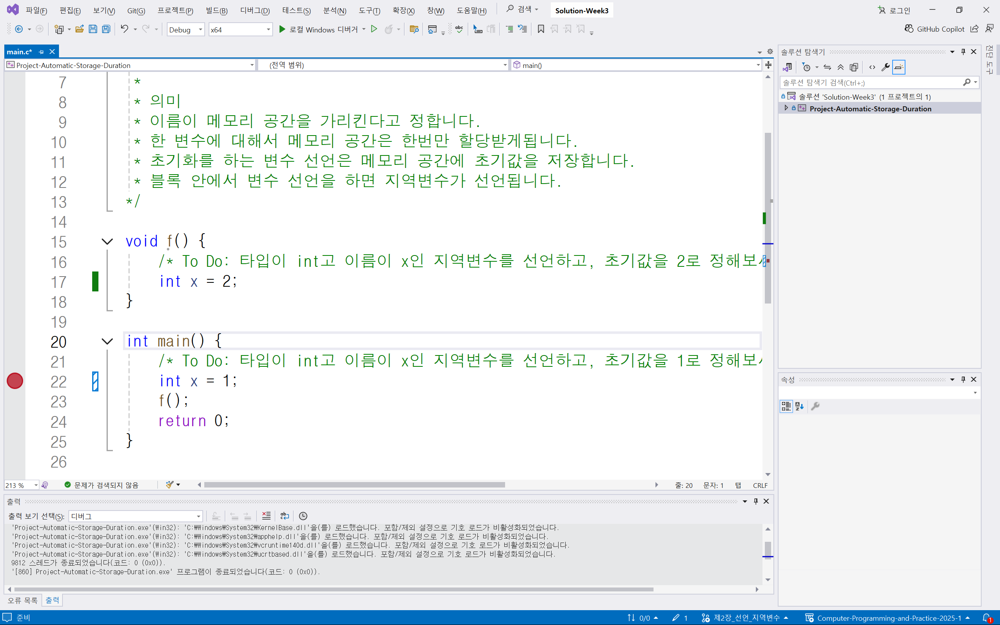 파일(F) 편집(E) 보기(V) Git(G) 프로젝트(P) 빌드(B) 디버그(D) 테스트(S) 분석(N) 도구(T) 확장(X) 창(W) 도움말(H) 검색 Solution-Week3 로그인
Debug x64 로컬 Windows 디버거 abc GitHub Copilot
main.c*
Project-Automatic-Storage-Duration (전역 범위) main()
7 *
8 * 의미
9 * 이름이 메모리 공간을 가리킨다고 정합니다.
10 * 한 변수에 대해서 메모리 공간은 한번만 할당받게됩니다.
11 * 초기화를 하는 변수 선언은 메모리 공간에 초기값을 저장합니다.
12 * 블록 안에서 변수 선언을 하면 지역변수가 선언됩니다.
13 */
14
15 void f() {
16 /* To Do: 타입이 int고 이름이 x인 지역변수를 선언하고, 초기값을 2로 정해보
17 int x = 2;
18 }
19
20 int main() {
21 /* To Do: 타입이 int고 이름이 x인 지역변수를 선언하고, 초기값을 1로 정해보
22 int x = 1;
23 f();
24 return 0;
25 }
26
213 % 문제가 검색되지 않음 줄: 20 문자: 1 탭 CRLF
출력
출력 보기 선택(S): 디버그
'Project-Automatic-Storage-Duration.exe'(Win32): 'C:₩Windows₩System32₩KernelBase.dll'을(를) 로드했습니다. 포함/제외 설정으로 기호 로드가 비활성화되었습니다.
'Project-Automatic-Storage-Duration.exe'(Win32): 'C:₩Windows₩System32₩apphelp.dll'을(를) 로드했습니다. 포함/제외 설정으로 기호 로드가 비활성화되었습니다.
'Project-Automatic-Storage-Duration.exe'(Win32): 'C:₩Windows₩System32₩vcruntime140d.dll'을(를) 로드했습니다. 포함/제외 설정으로 기호 로드가 비활성화되었습니다.
'Project-Automatic-Storage-Duration.exe'(Win32): 'C:₩Windows₩System32₩ucrtbased.dll'을(를) 로드했습니다. 포함/제외 설정으로 기호 로드가 비활성화되었습니다.
9812 스레드가 종료되었습니다(코드: 0 (0x0)).
'[860] Project-Automatic-Storage-Duration.exe' 프로그램이 종료되었습니다(코드: 0 (0x0)).
오류 목록 출력
솔루션 탐색기
솔루션 탐색기 검색(Ctrl+;)
솔루션 'Solution-Week3' (1 프로젝트의 1)
Project-Automatic-Storage-Duration
속성
진단 도구
준비 0/0 1 제2장_선언_지역변수 Computer-Programming-and-Practice-2025-1 1